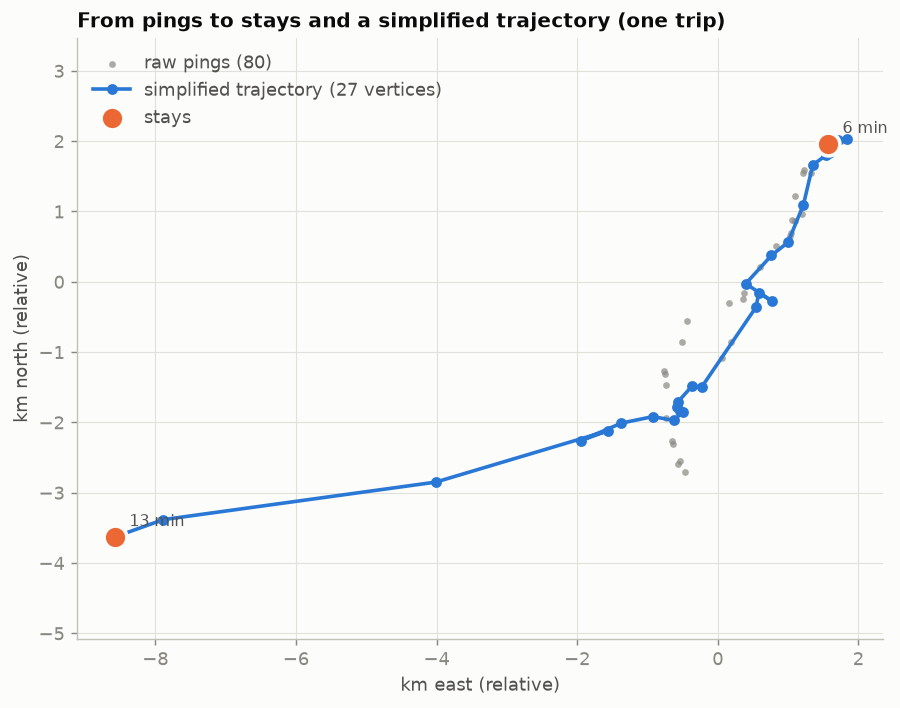 From pings to stays and a simplified trajectory (one trip)
raw pings (80)
simplified trajectory (27 vertices)
stays
6 min
13 min
3
2
1
0
−1
−2
−3
−4
−5
km north (relative)
−8
−6
−4
−2
0
2
km east (relative)